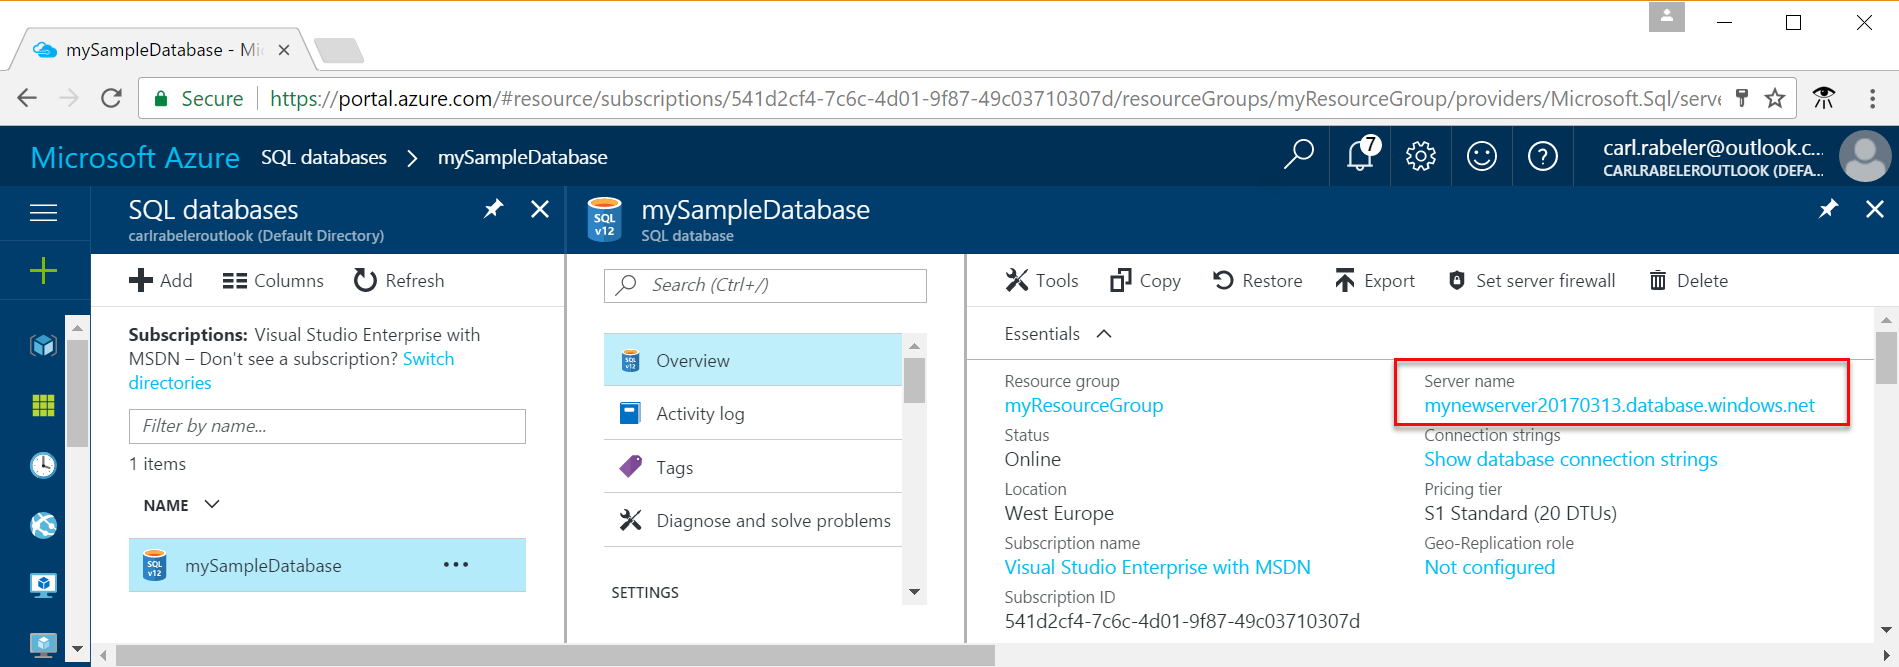 mySampleDatabase - Mi
Secure https://portal.azure.com/#resource/subscriptions/541d2cf4-7c6c-4d01-9f87-49c03710307d/resourceGroups/myResourceGroup/providers/Microsoft.Sql/serve
Microsoft Azure SQL databases > mySampleDatabase
7
carl.rabeler@outlook.c...
CARLRABELEROUTLOOK (DEFA...
SQL databases
carlrabeleroutlook (Default Directory)
Add Columns Refresh
Subscriptions: Visual Studio Enterprise with
MSDN – Don't see a subscription? Switch
directories
Filter by name...
1 items
NAME
SQL v12 mySampleDatabase ...
SQL
v12
mySampleDatabase
SQL database
Search (Ctrl+/)
SQL v12 Overview
Activity log
Tags
Diagnose and solve problems
SETTINGS
Tools Copy Restore Export Set server firewall Delete
Essentials
Resource group
myResourceGroup
Status
Online
Location
West Europe
Subscription name
Visual Studio Enterprise with MSDN
Subscription ID
541d2cf4-7c6c-4d01-9f87-49c03710307d
Server name
mynewserver20170313.database.windows.net
Connection strings
Show database connection strings
Pricing tier
S1 Standard (20 DTUs)
Geo-Replication role
Not configured